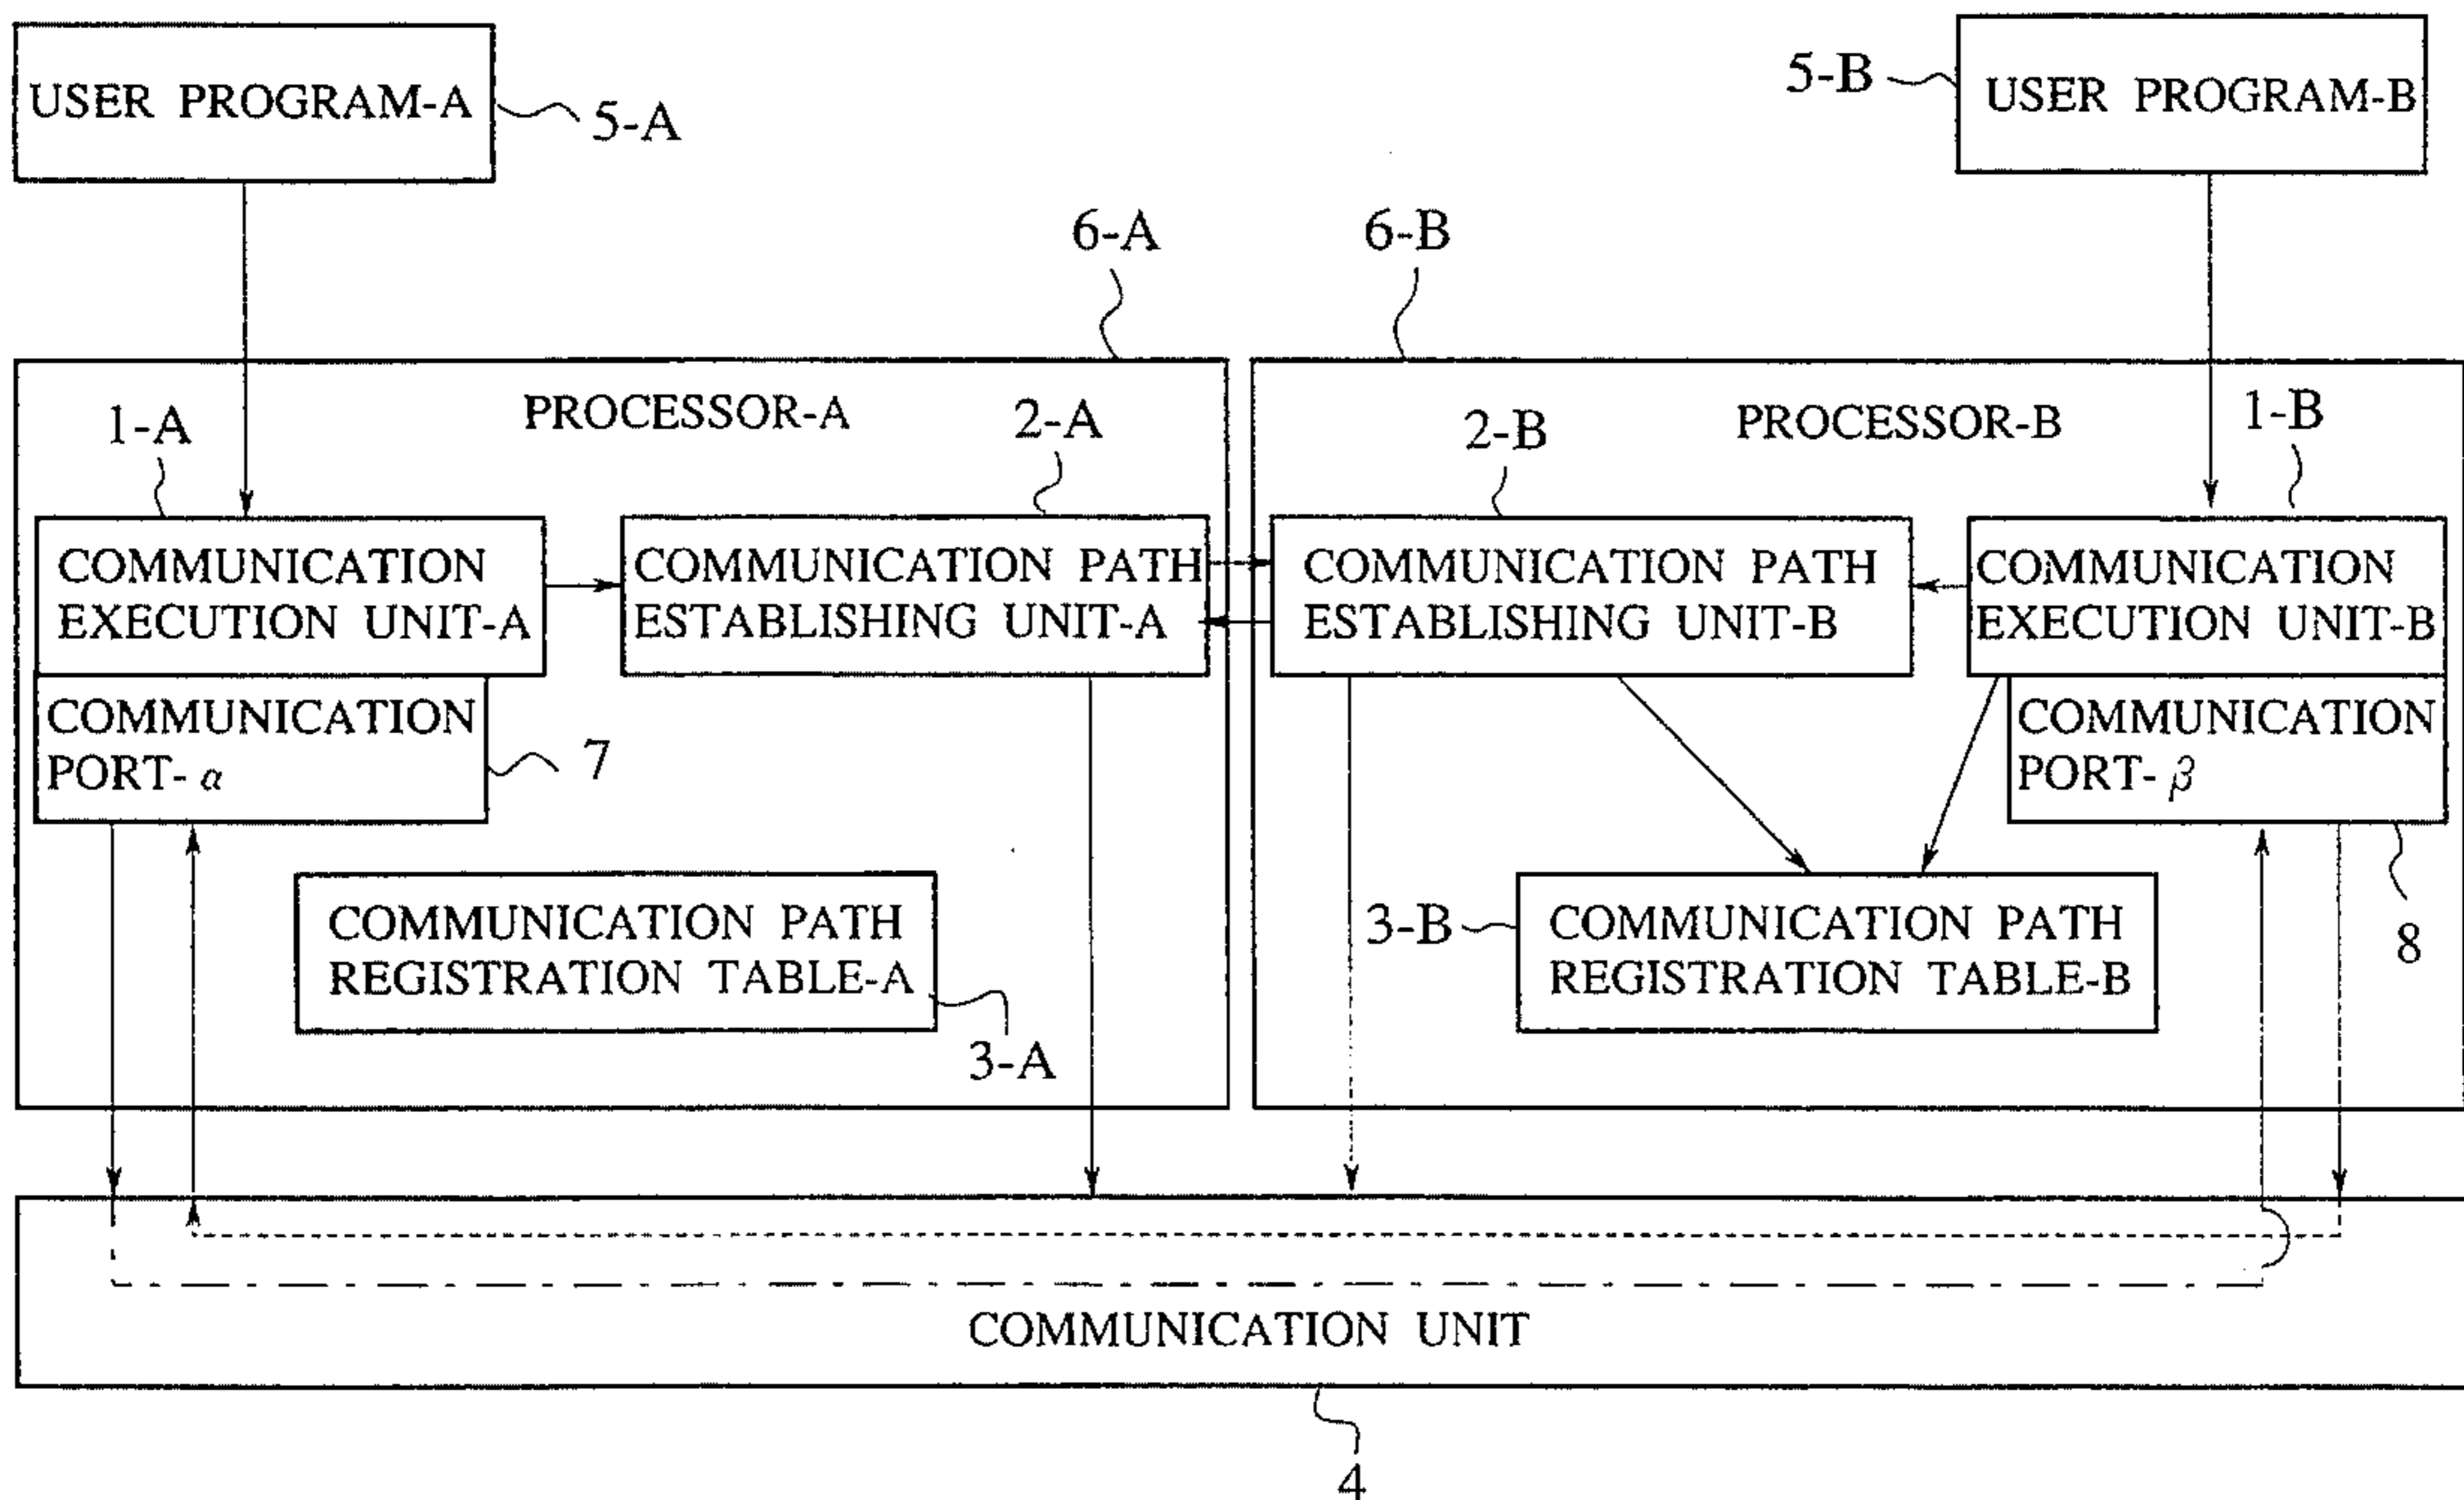 USER PROGRAM-A
5-A
5-B
USER PROGRAM-B
6-A
6-B
PROCESSOR-A
PROCESSOR-B
1-A
2-A
2-B
1-B
COMMUNICATION
EXECUTION UNIT-A
COMMUNICATION PATH
ESTABLISHING UNIT-A
COMMUNICATION PATH
ESTABLISHING UNIT-B
COMMUNICATION
EXECUTION UNIT-B
COMMUNICATION
PORT- α
7
COMMUNICATION
PORT- β
8
COMMUNICATION PATH
REGISTRATION TABLE-A
3-A
3-B
COMMUNICATION PATH
REGISTRATION TABLE-B
COMMUNICATION UNIT
4